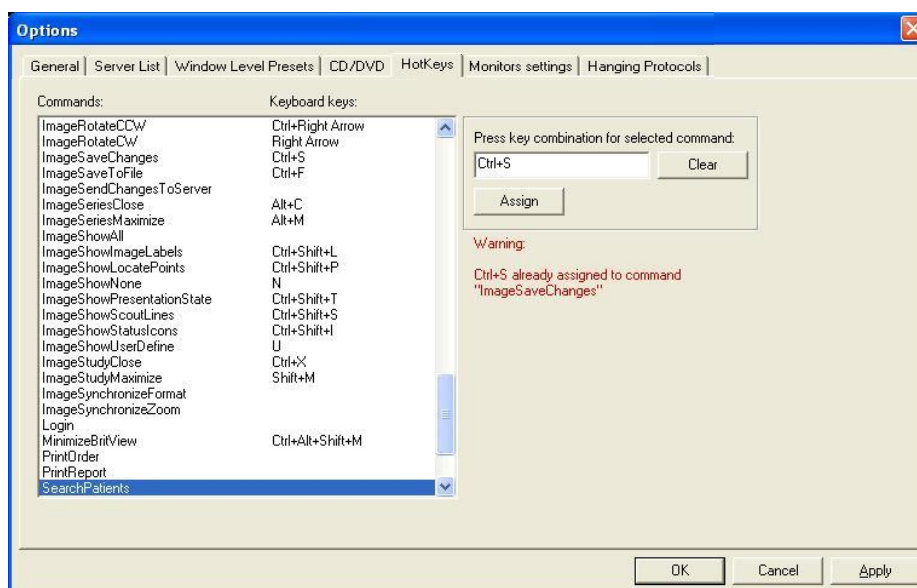 Options
General Server List Window Level Presets CD/DVD HotKeys Monitors settings Hanging Protocols
Commands: Keyboard keys:
ImageRotateCCW Ctrl+Right Arrow
ImageRotateCW Right Arrow
ImageSaveChanges Ctrl+S
ImageSaveToFile Ctrl+F
ImageSendChangesToServer
ImageSeriesClose Alt+C
ImageSeriesMaximize Alt+M
ImageShowAll
ImageShowImageLabels Ctrl+Shift+L
ImageShowLocatePoints Ctrl+Shift+P
ImageShowNone N
ImageShowPresentationState Ctrl+Shift+T
ImageShowScoutLines Ctrl+Shift+S
ImageShowStatusIcons Ctrl+Shift+I
ImageShowUserDefine U
ImageStudyClose Ctrl+X
ImageStudyMaximize Shift+M
ImageSynchronizeFormat
ImageSynchronizeZoom
Login
MinimizeBritView Ctrl+Alt+Shift+M
PrintOrder
PrintReport
SearchPatients
Press key combination for selected command:
Ctrl+S Clear
Assign
Warning:
Ctrl+S already assigned to command
"ImageSaveChanges"
OK Cancel Apply